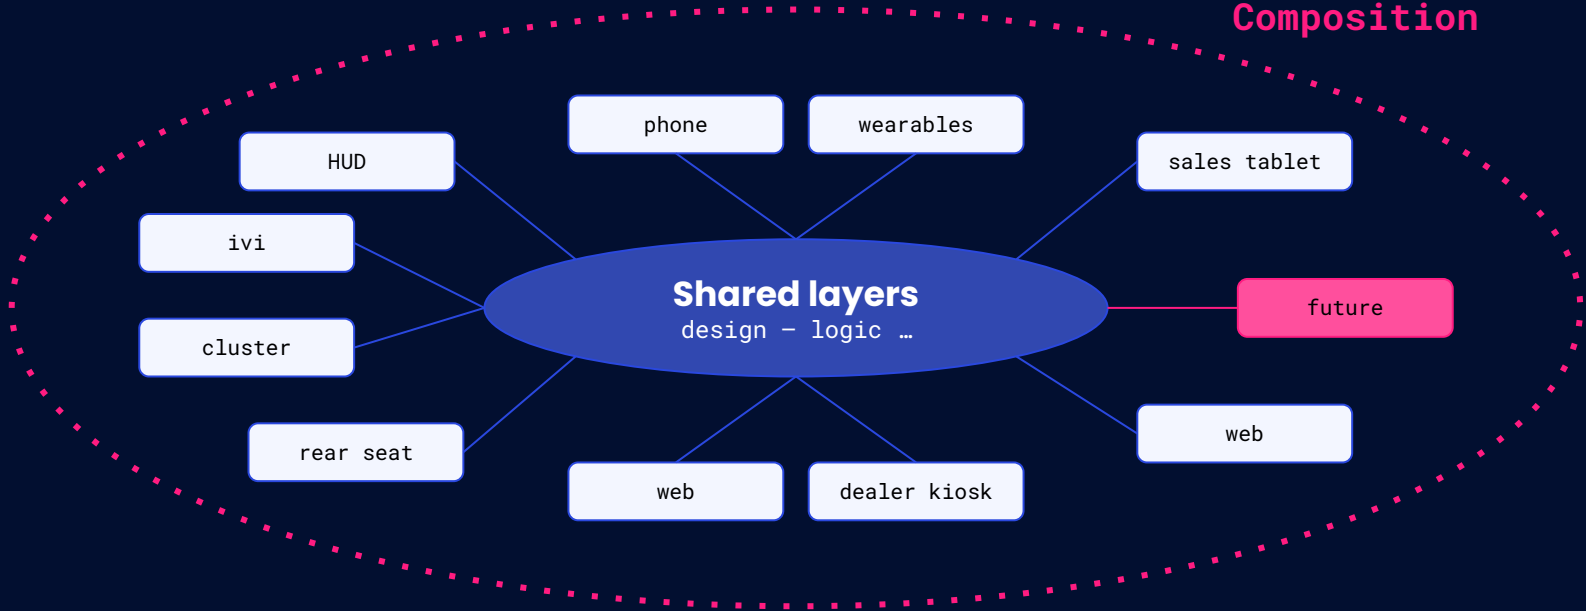 Composition
phone
wearables
HUD
sales tablet
ivi
Shared layers
design – logic …
future
cluster
web
rear seat
web
dealer kiosk